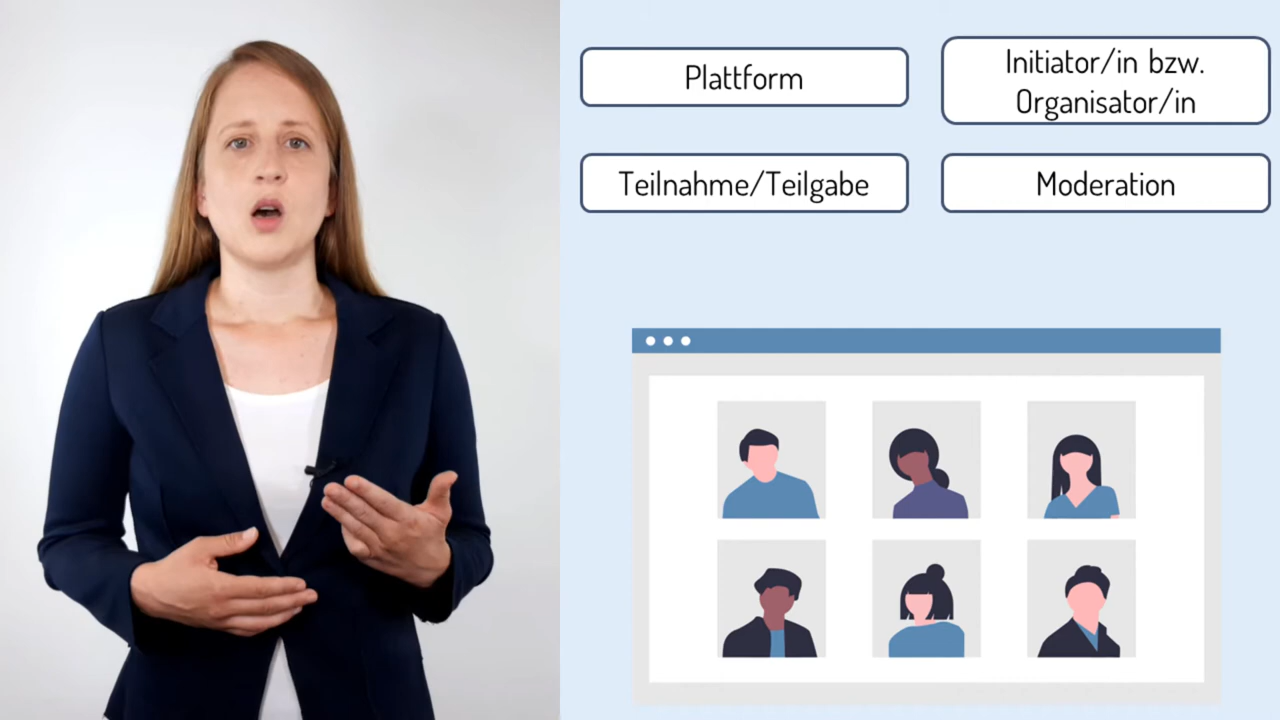 Plattform
Initiator/in bzw.
Organisator/in
Teilnahme/Teilgabe
Moderation